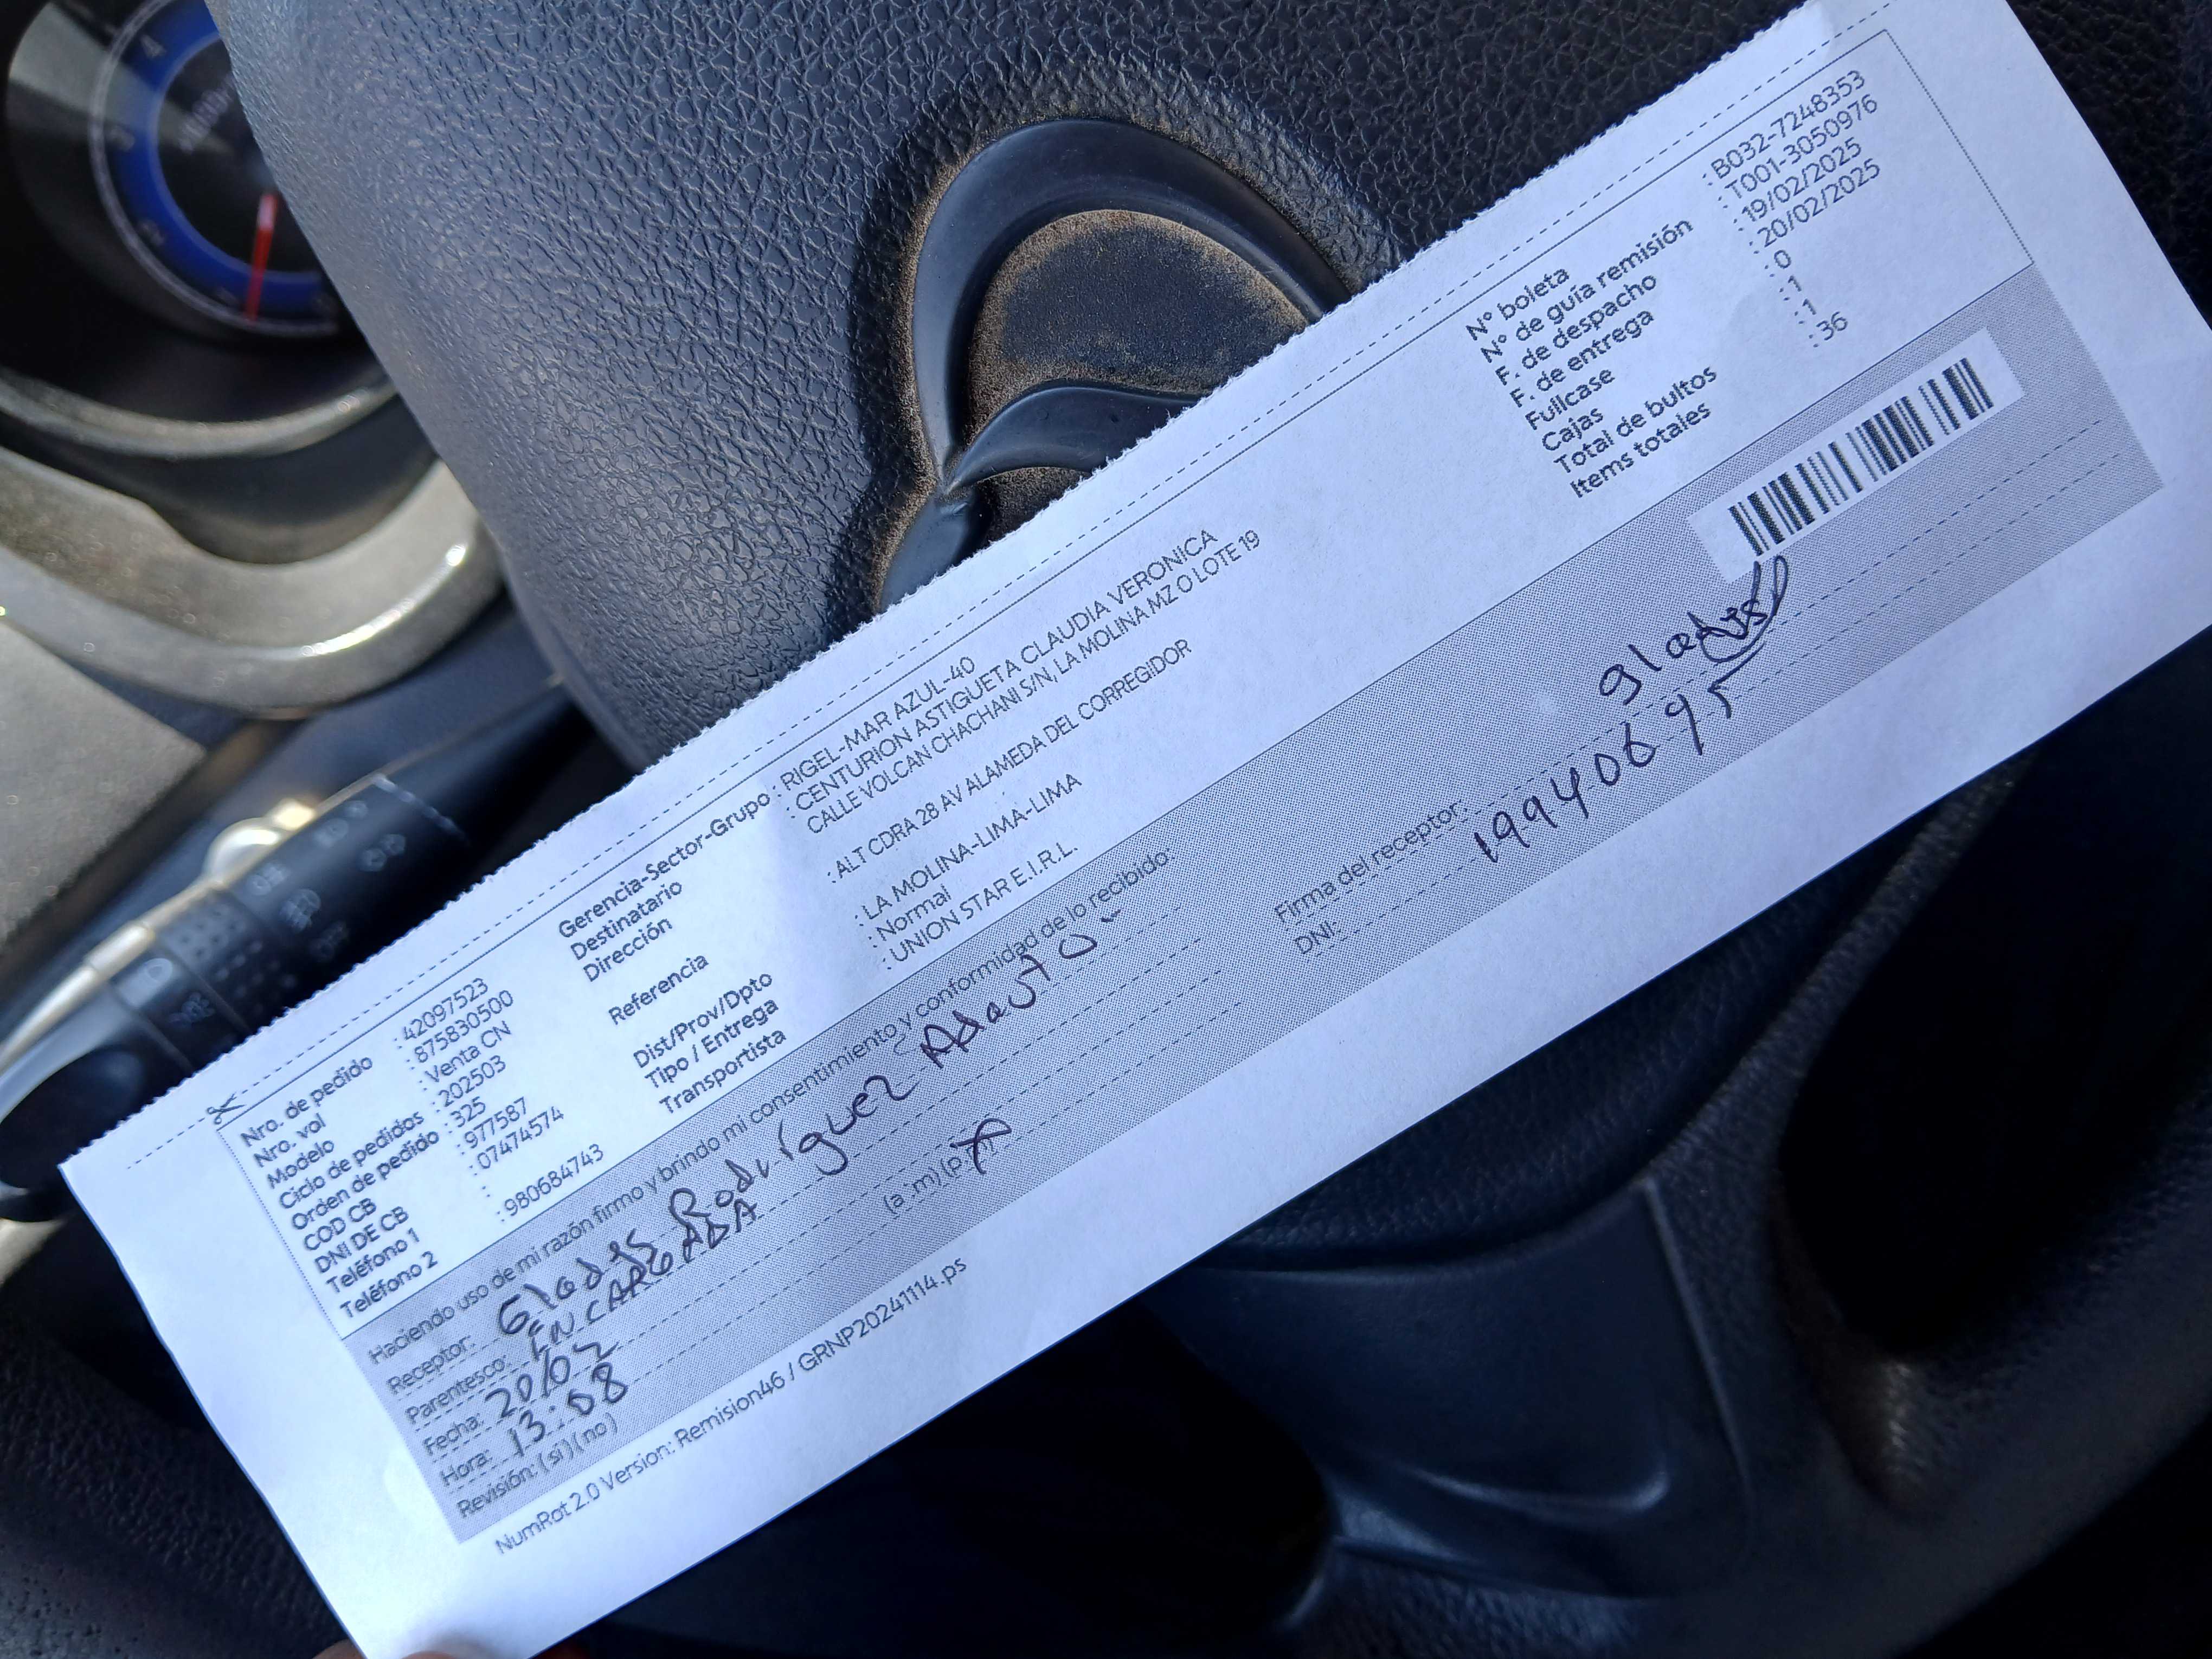 Nro. de pedido : 42097523
Nro. vol : 875830500
Modelo : Venta CN
Ciclo de pedidos : 202503
Orden de pedido : 325
COD CB : 977587
DNI DE CB : 07474574
Teléfono 1 :
Teléfono 2 : 980684743
Gerencia-Sector-Grupo : RIGEL-MAR AZUL-40
Destinatario : CENTURION ASTIGUETA CLAUDIA VERONICA
Dirección : CALLE VOLCAN CHACHANI S/N, LA MOLINA MZ O LOTE 19
Referencia : ALT CDRA 28 AV ALAMEDA DEL CORREGIDOR
Dist/Prov/Dpto : LA MOLINA-LIMA-LIMA
Tipo / Entrega : Normal
Transportista : UNION STAR E.I.R.L.
N° boleta : B032-7248353
N° de guía remisión : T001-3050976
F. de despacho : 19/02/2025
F. de entrega : 20/02/2025
Fullcase : 0
Cajas : 1
Total de bultos : 1
Items totales : 36
Haciendo uso de mi razón firmo y brindo mi consentimiento y conformidad de lo recibido:
Receptor: Gladys Rodriguez Adauto
Parentesco: ENCARGADA
Fecha: 20/02
Hora: 13:08 (a.m) (p.m)
Revisión: (sí) (no)
Firma del receptor: gladys
DNI: 19940695
NumRot 2.0 Version: Remision46 / GRNP20241114.ps